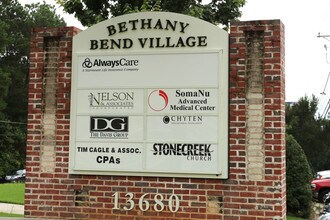 BETHANY
BEND VILLAGE
AlwaysCare
A Starmount Life Insurance Company
NELSON
& ASSOCIATES
SomaNu
Advanced
Medical Center
DG
THE DAVIS GROUP
CHYTEN
TIM CAGLE & ASSOC.
CPAs
STONECREEK
CHURCH
13680